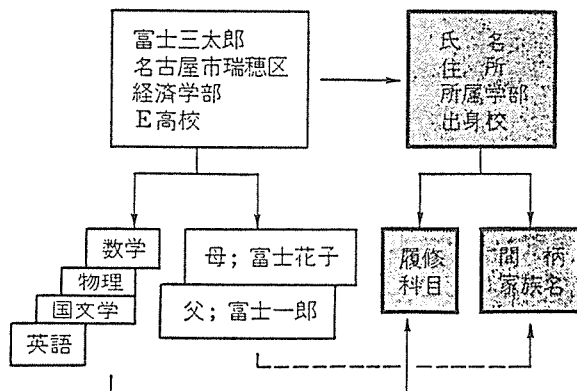 富士三太郎
名古屋市瑞穂区
経済学部
E高校
氏 名
住 所
所属学部
出身校
数学
物理
国文学
英語
母;富士花子
父;富士一郎
履修
科目
間 柄
家族名